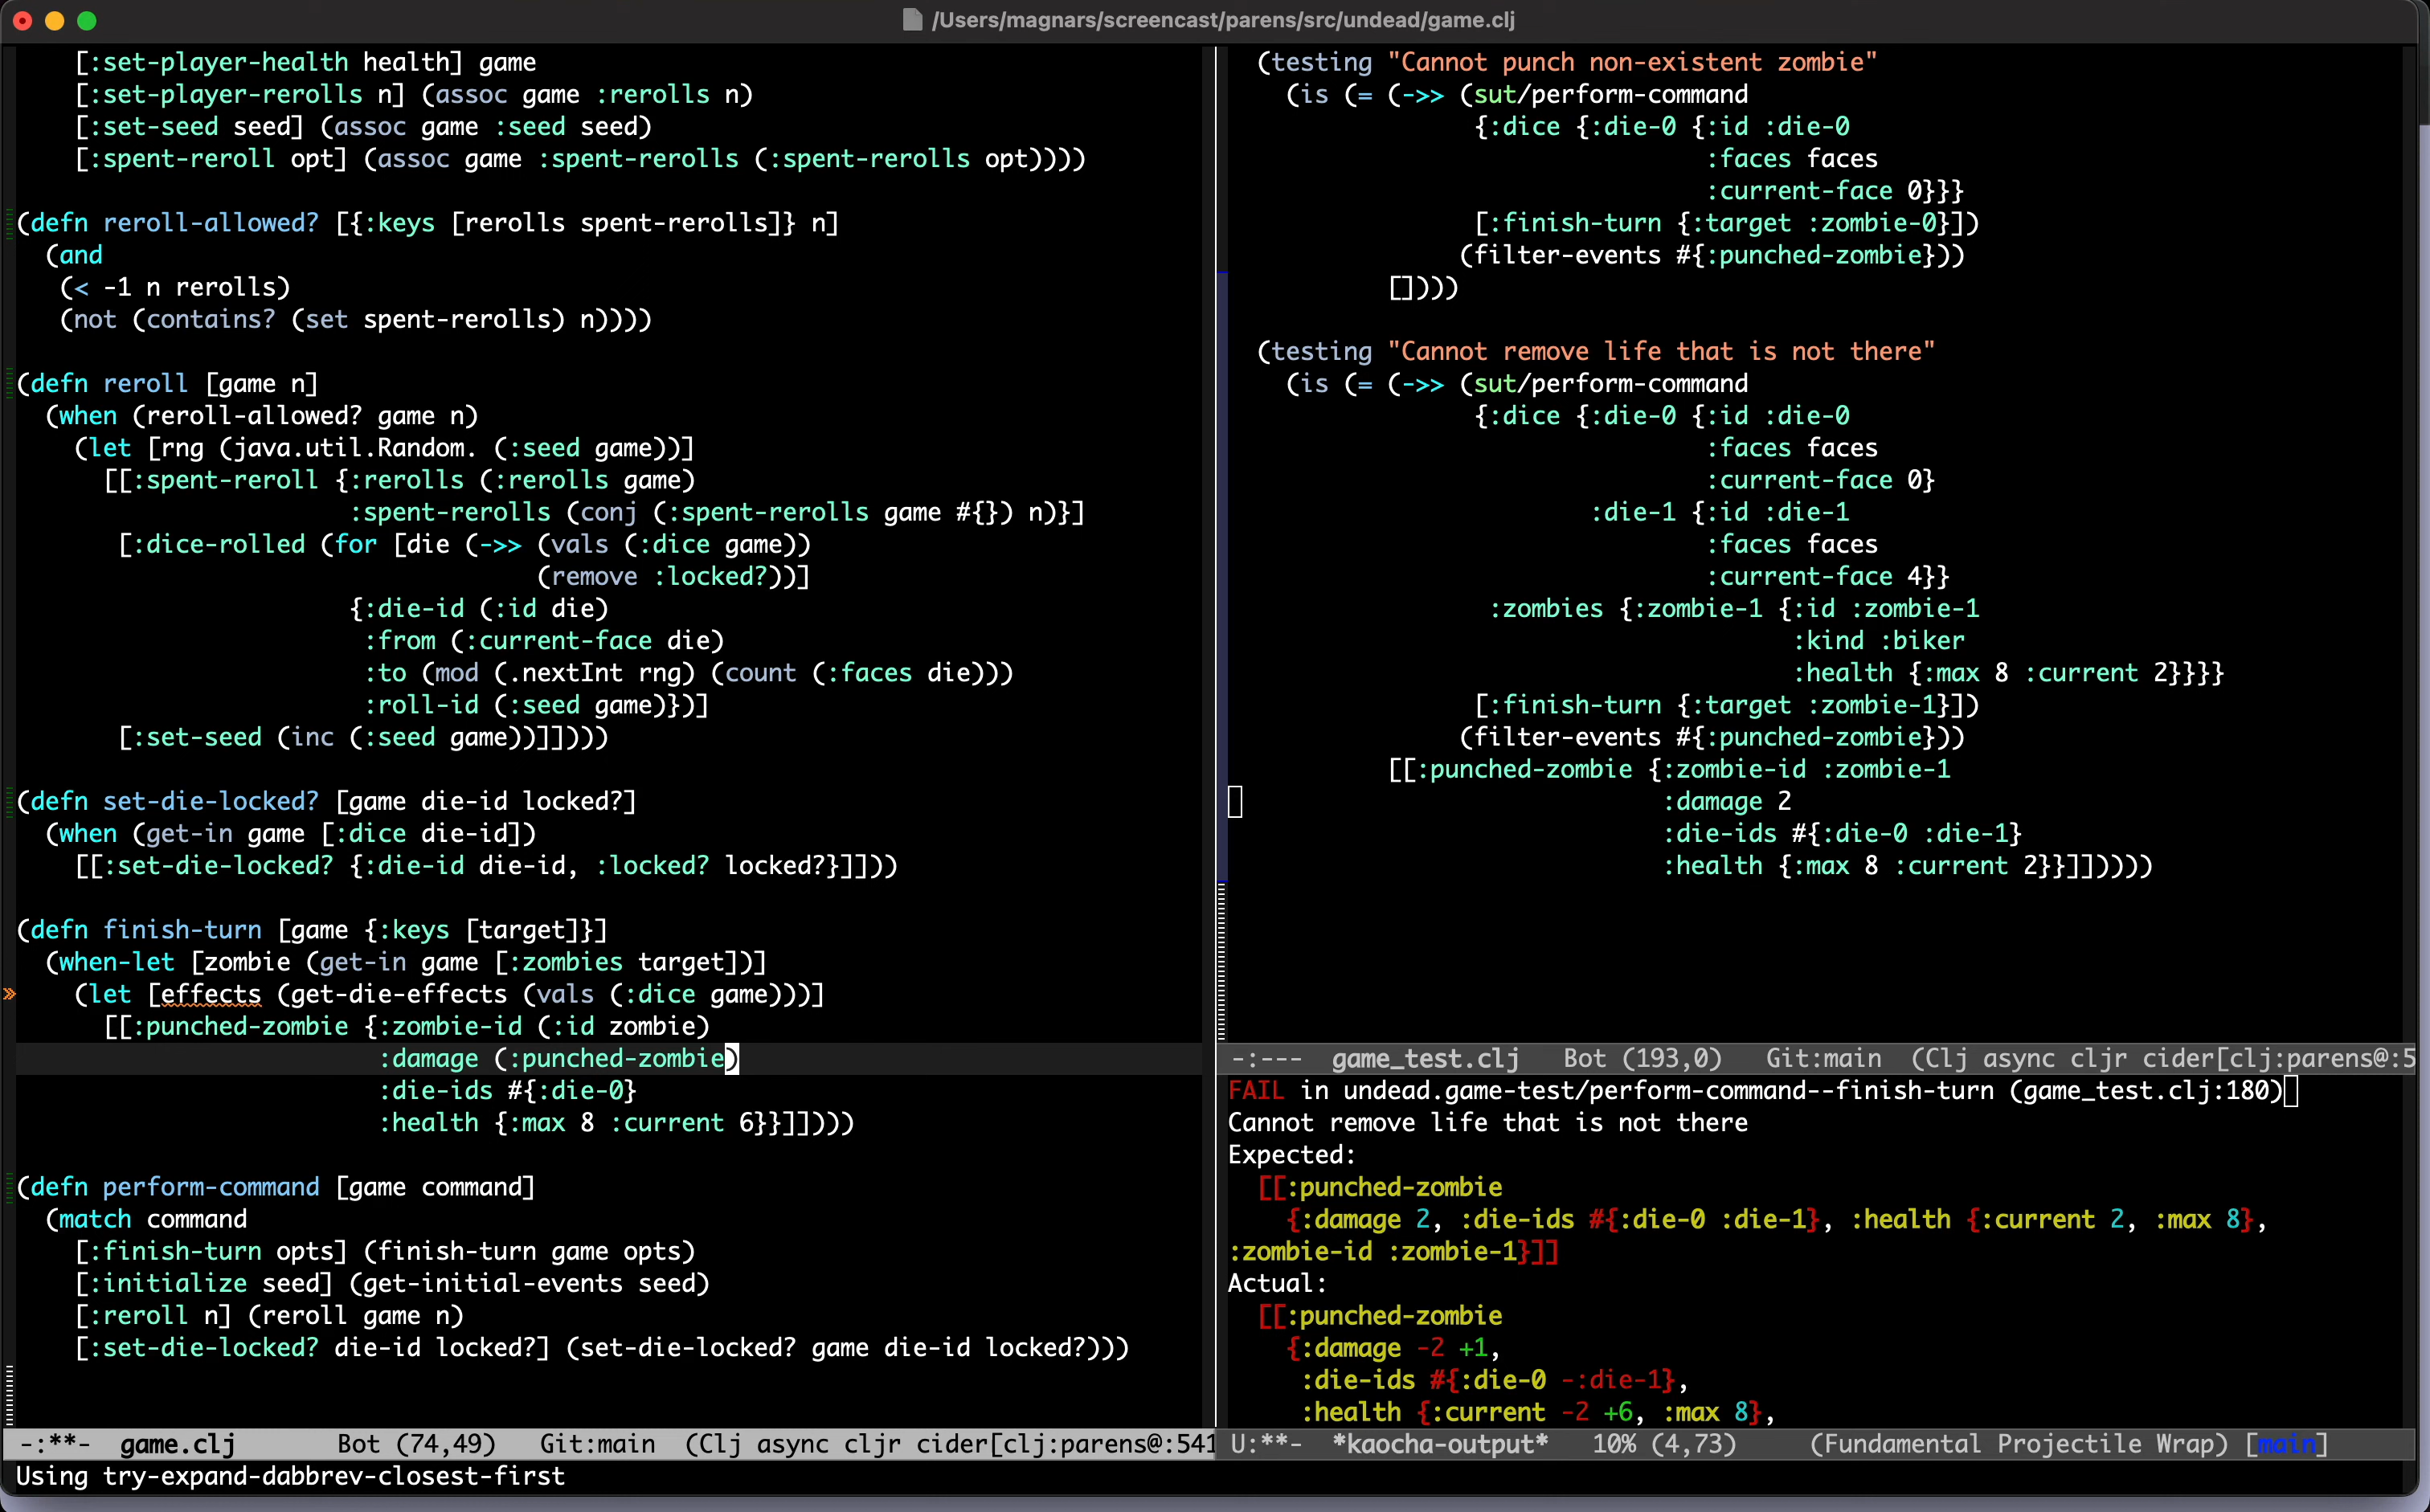 /Users/magnars/screencast/parens/src/undead/game.clj
    [:set-player-health health] game
    [:set-player-rerolls n] (assoc game :rerolls n)
    [:set-seed seed] (assoc game :seed seed)
    [:spent-reroll opt] (assoc game :spent-rerolls (:spent-rerolls opt))))

(defn reroll-allowed? [{:keys [rerolls spent-rerolls]} n]
  (and
   (< -1 n rerolls)
   (not (contains? (set spent-rerolls) n))))

(defn reroll [game n]
  (when (reroll-allowed? game n)
    (let [rng (java.util.Random. (:seed game))]
      [[:spent-reroll {:rerolls (:rerolls game)
                       :spent-rerolls (conj (:spent-rerolls game #{}) n)}]
       [:dice-rolled (for [die (->> (vals (:dice game))
                                    (remove :locked?))]
                       {:die-id (:id die)
                        :from (:current-face die)
                        :to (mod (.nextInt rng) (count (:faces die)))
                        :roll-id (:seed game)})]
       [:set-seed (inc (:seed game))]])))

(defn set-die-locked? [game die-id locked?]
  (when (get-in game [:dice die-id])
    [[:set-die-locked? {:die-id die-id, :locked? locked?}]]))

(defn finish-turn [game {:keys [target]}]
  (when-let [zombie (get-in game [:zombies target])]
    (let [effects (get-die-effects (vals (:dice game)))]
      [[:punched-zombie {:zombie-id (:id zombie)
                         :damage (:punched-zombie)
                         :die-ids #{:die-0}
                         :health {:max 8 :current 6}}]])))

(defn perform-command [game command]
  (match command
    [:finish-turn opts] (finish-turn game opts)
    [:initialize seed] (get-initial-events seed)
    [:reroll n] (reroll game n)
    [:set-die-locked? die-id locked?] (set-die-locked? game die-id locked?)))
-:**-  game.clj       Bot (74,49)   Git:main  (Clj async cljr cider[clj:parens@:541
Using try-expand-dabbrev-closest-first
  (testing "Cannot punch non-existent zombie"
    (is (= (->> (sut/perform-command
                 {:dice {:die-0 {:id :die-0
                                 :faces faces
                                 :current-face 0}}}
                 [:finish-turn {:target :zombie-0}])
                (filter-events #{:punched-zombie}))
           [])))

  (testing "Cannot remove life that is not there"
    (is (= (->> (sut/perform-command
                 {:dice {:die-0 {:id :die-0
                                 :faces faces
                                 :current-face 0}
                         :die-1 {:id :die-1
                                 :faces faces
                                 :current-face 4}}
                  :zombies {:zombie-1 {:id :zombie-1
                                       :kind :biker
                                       :health {:max 8 :current 2}}}}
                 [:finish-turn {:target :zombie-1}])
                (filter-events #{:punched-zombie}))
           [[:punched-zombie {:zombie-id :zombie-1
                              :damage 2
                              :die-ids #{:die-0 :die-1}
                              :health {:max 8 :current 2}}]]))))
-:---  game_test.clj   Bot (193,0)   Git:main  (Clj async cljr cider[clj:parens@:5
FAIL in undead.game-test/perform-command--finish-turn (game_test.clj:180)
Cannot remove life that is not there
Expected:
  [[:punched-zombie
    {:damage 2, :die-ids #{:die-0 :die-1}, :health {:current 2, :max 8},
:zombie-id :zombie-1}]]
Actual:
  [[:punched-zombie
    {:damage -2 +1,
     :die-ids #{:die-0 -:die-1},
     :health {:current -2 +6, :max 8},
U:**-  *kaocha-output*   10% (4,73)     (Fundamental Projectile Wrap) [main]